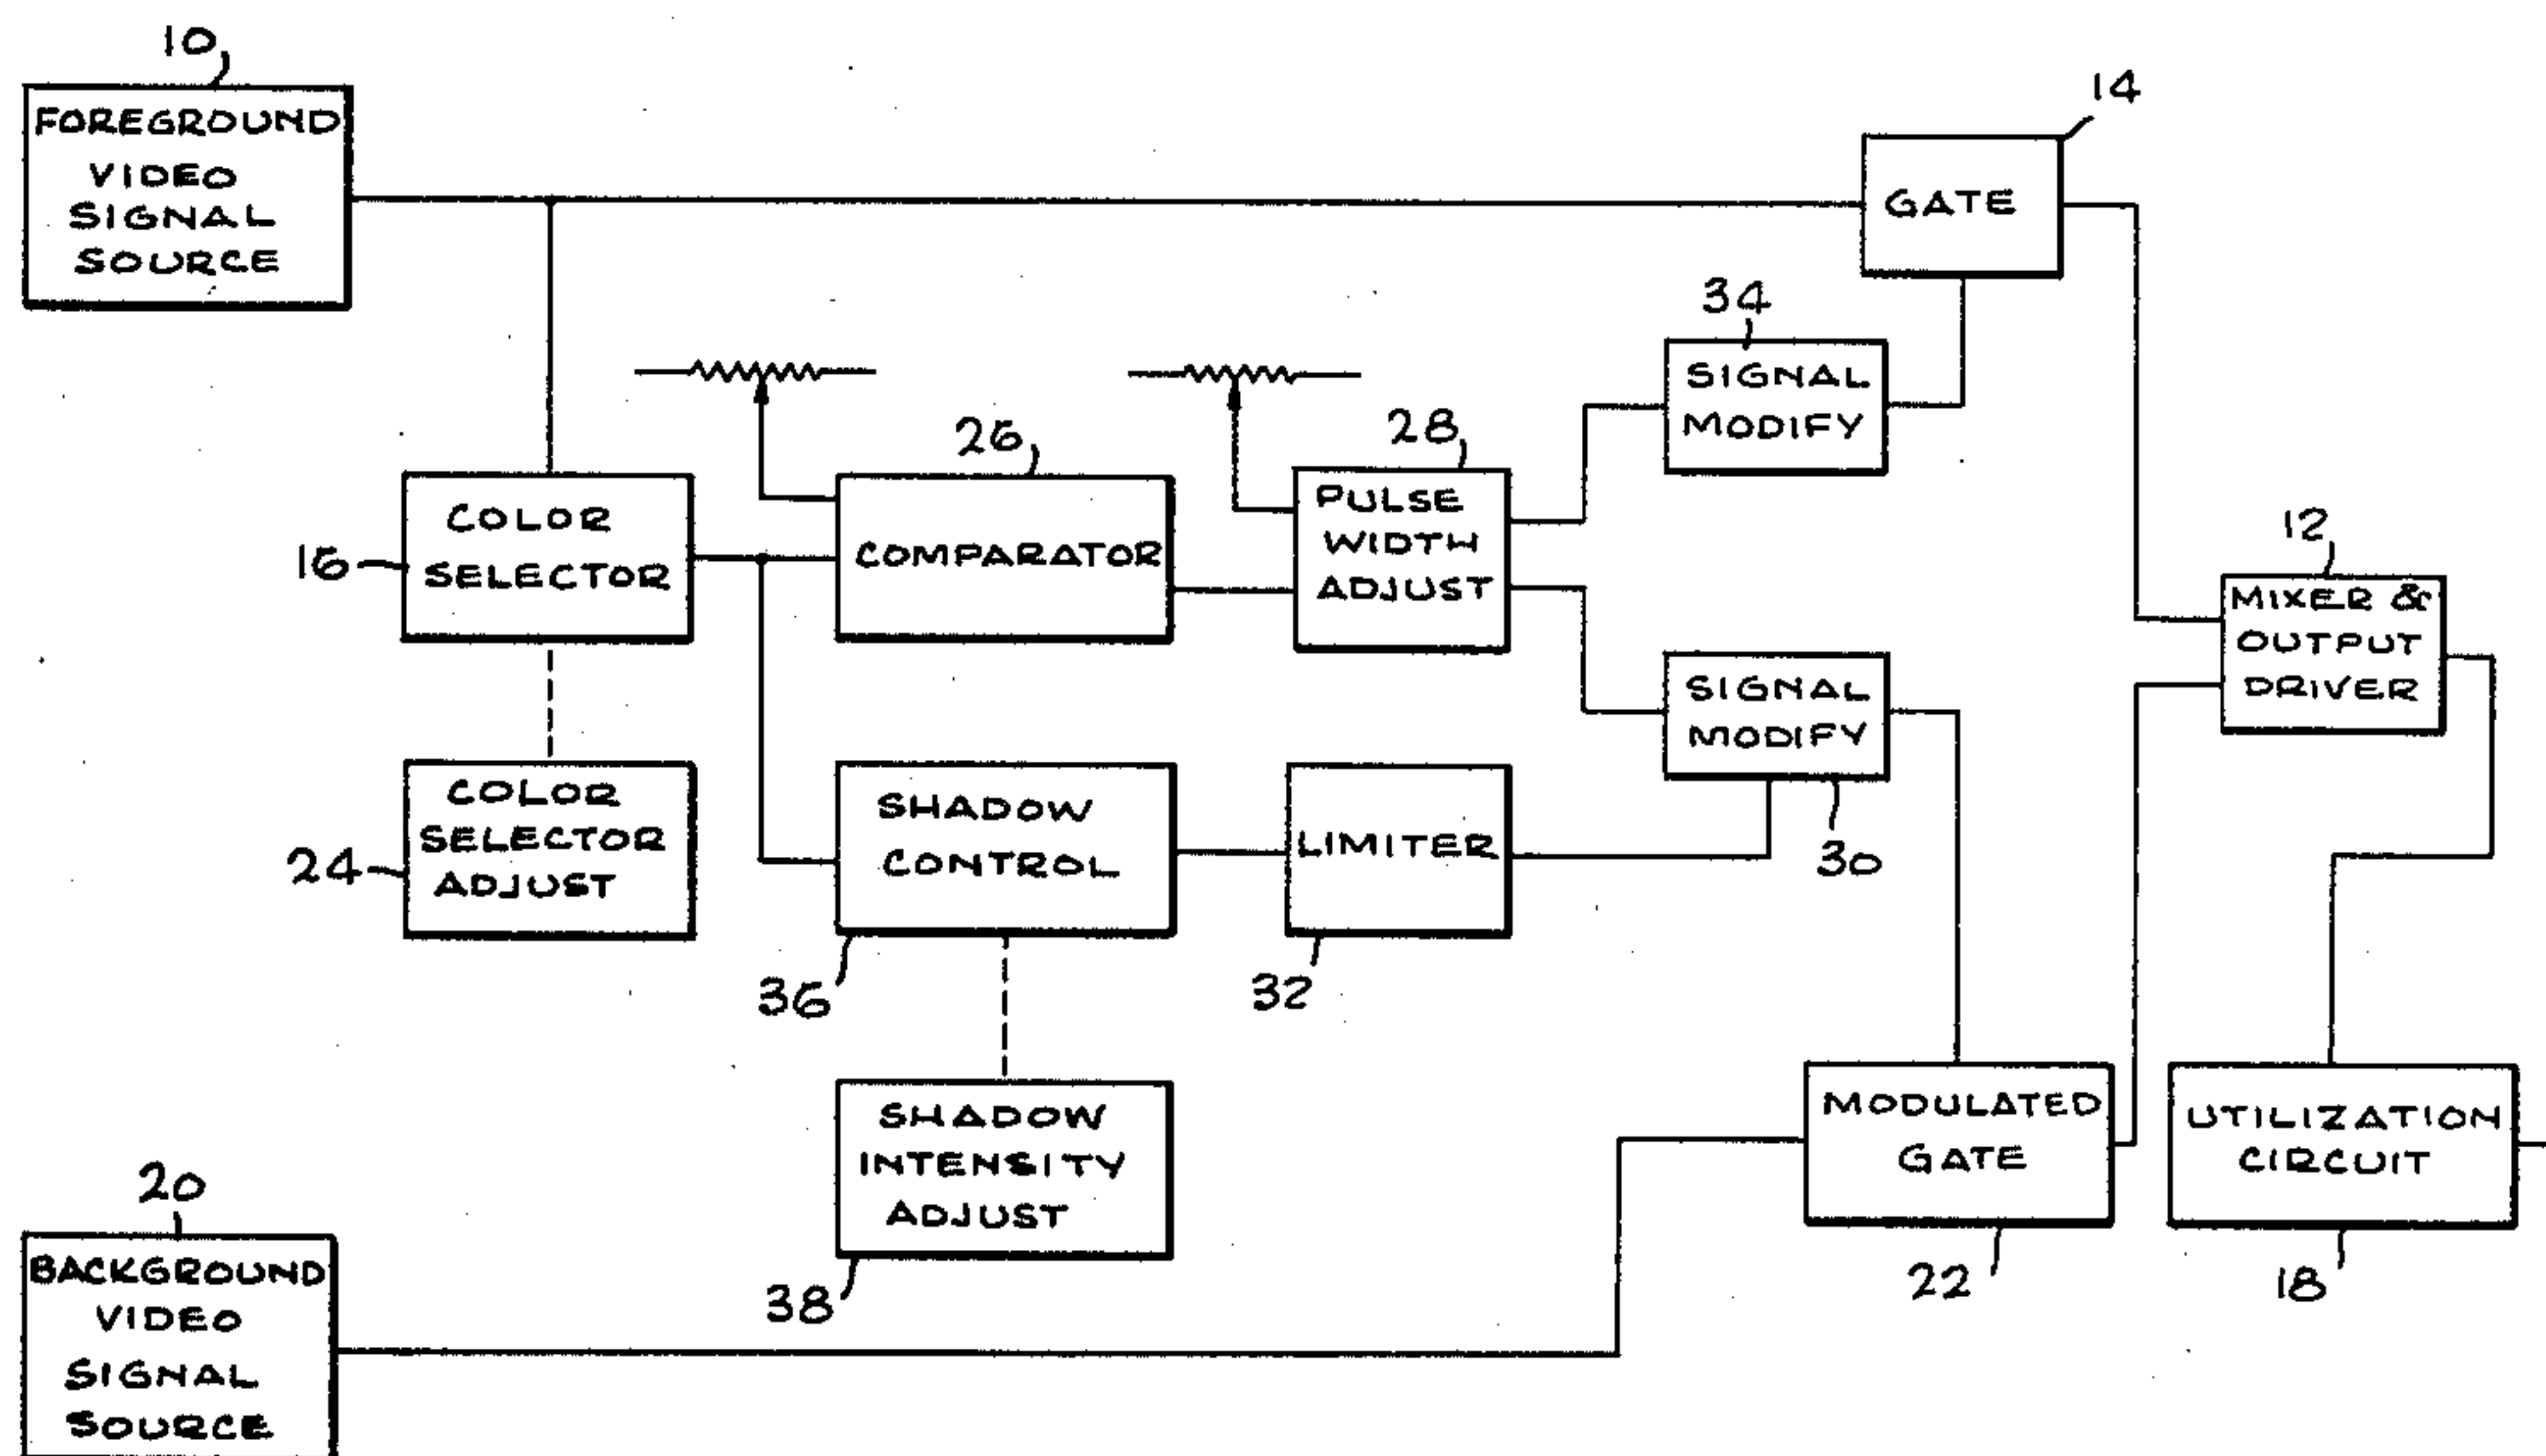 10
FOREGROUND
VIDEO
SIGNAL
SOURCE
14
GATE
34
SIGNAL
MODIFY
26
COMPARATOR
28
PULSE
WIDTH
ADJUST
16
COLOR
SELECTOR
12
MIXER &
OUTPUT
DRIVER
SIGNAL
MODIFY
30
24
COLOR
SELECTOR
ADJUST
SHADOW
CONTROL
36
LIMITER
32
SHADOW
INTENSITY
ADJUST
38
MODULATED
GATE
22
UTILIZATION
CIRCUIT
18
20
BACKGROUND
VIDEO
SIGNAL
SOURCE